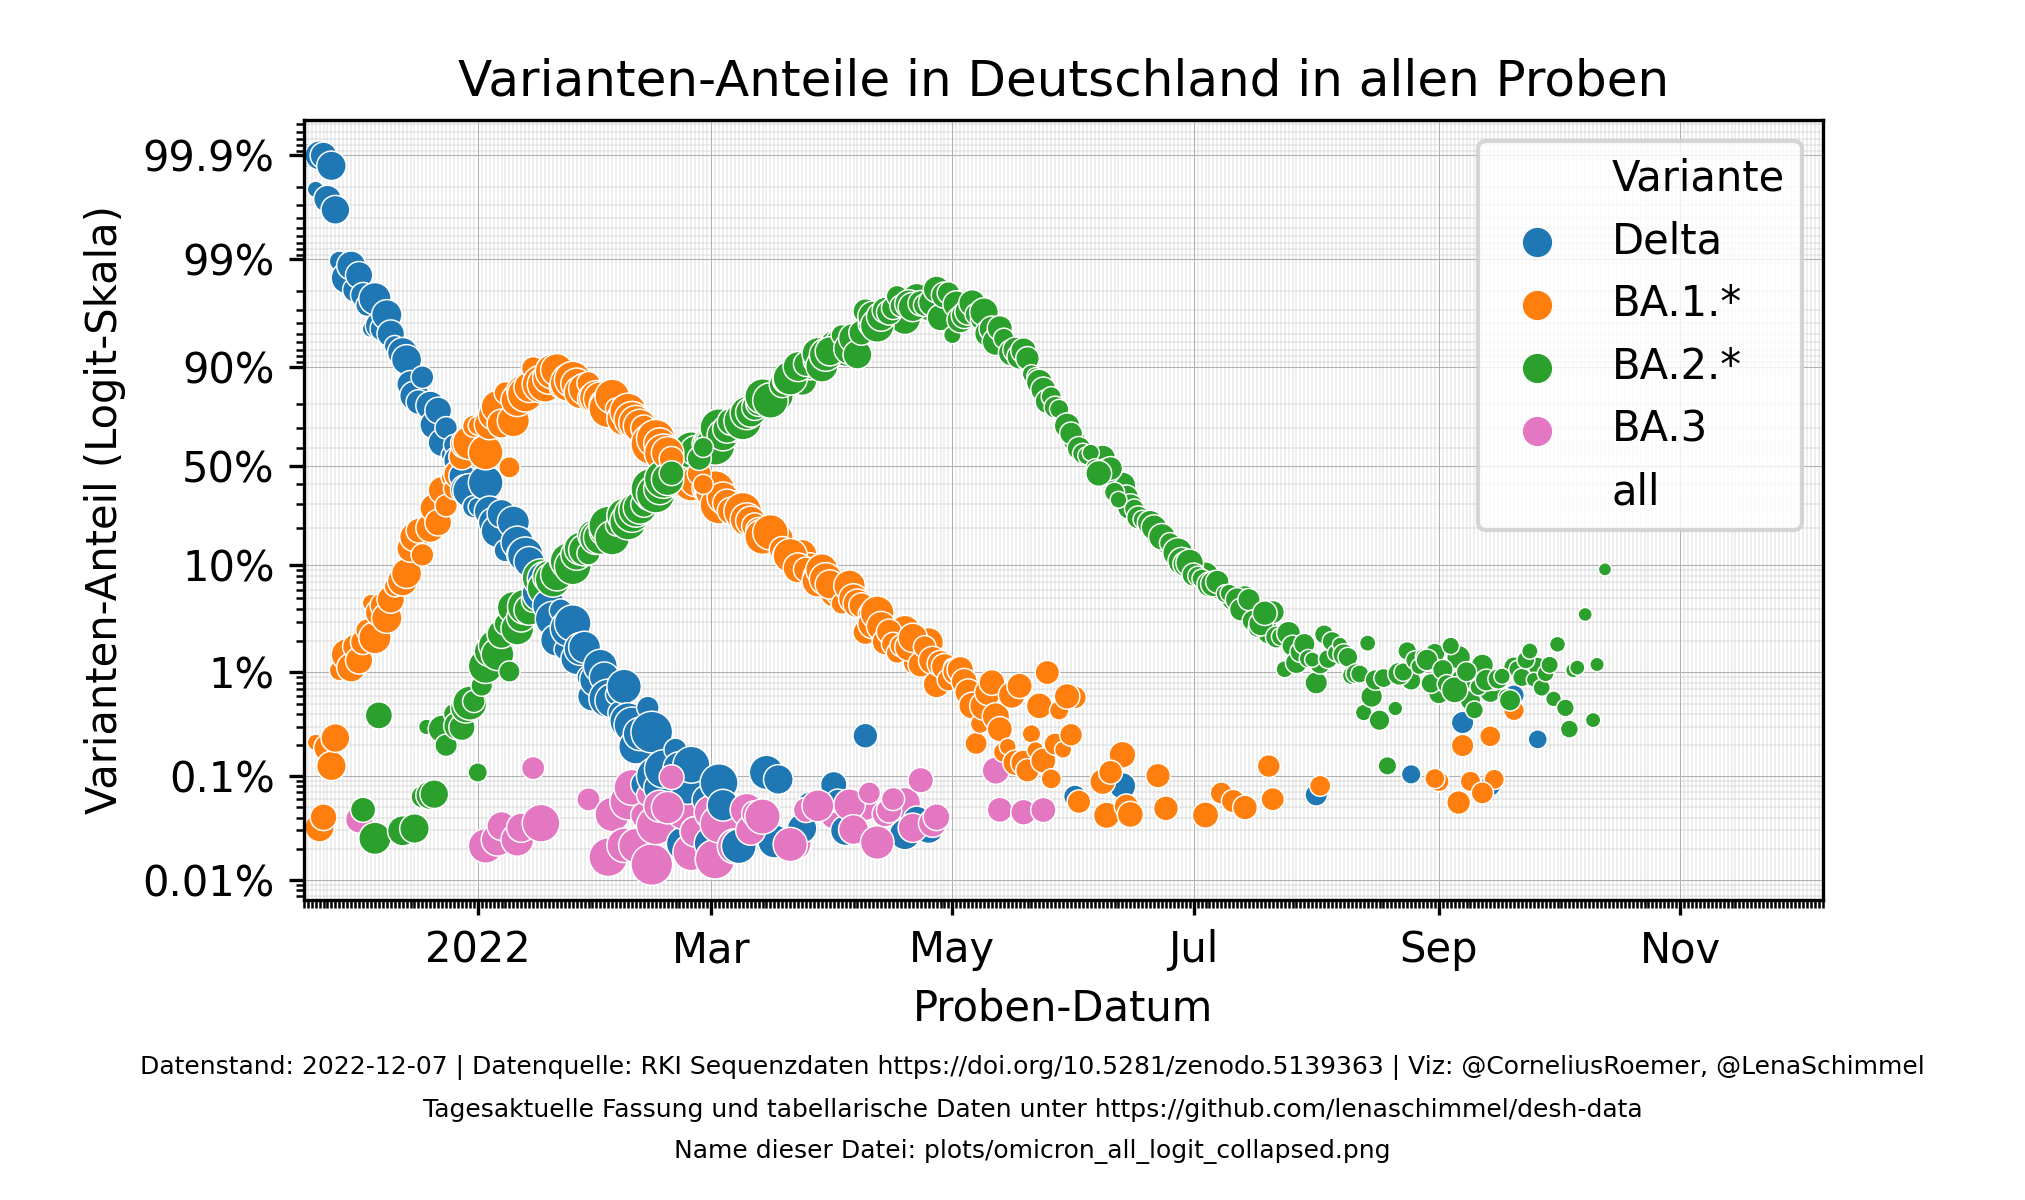 Varianten-Anteile in Deutschland in allen Proben
Varianten-Anteil (Logit-Skala)
99.9%
99%
90%
50%
10%
1%
0.1%
0.01%
Variante
Delta
BA.1.*
BA.2.*
BA.3
all
2022 Mar May Jul Sep Nov
Proben-Datum
Datenstand: 2022-12-07 | Datenquelle: RKI Sequenzdaten https://doi.org/10.5281/zenodo.5139363 | Viz: @CorneliusRoemer, @LenaSchimmel
Tagesaktuelle Fassung und tabellarische Daten unter https://github.com/lenaschimmel/desh-data
Name dieser Datei: plots/omicron_all_logit_collapsed.png